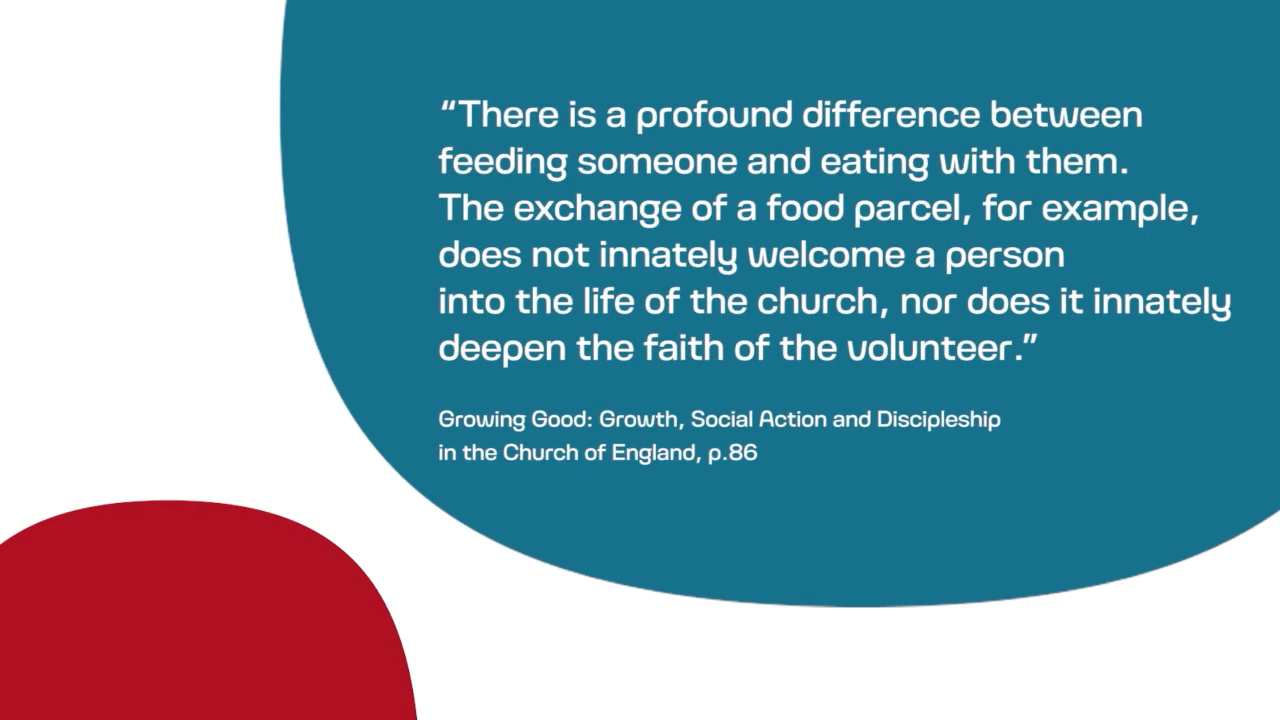 “There is a profound difference between
feeding someone and eating with them.
The exchange of a food parcel, for example,
does not innately welcome a person
into the life of the church, nor does it innately
deepen the faith of the volunteer.”
Growing Good: Growth, Social Action and Discipleship
in the Church of England, p.86